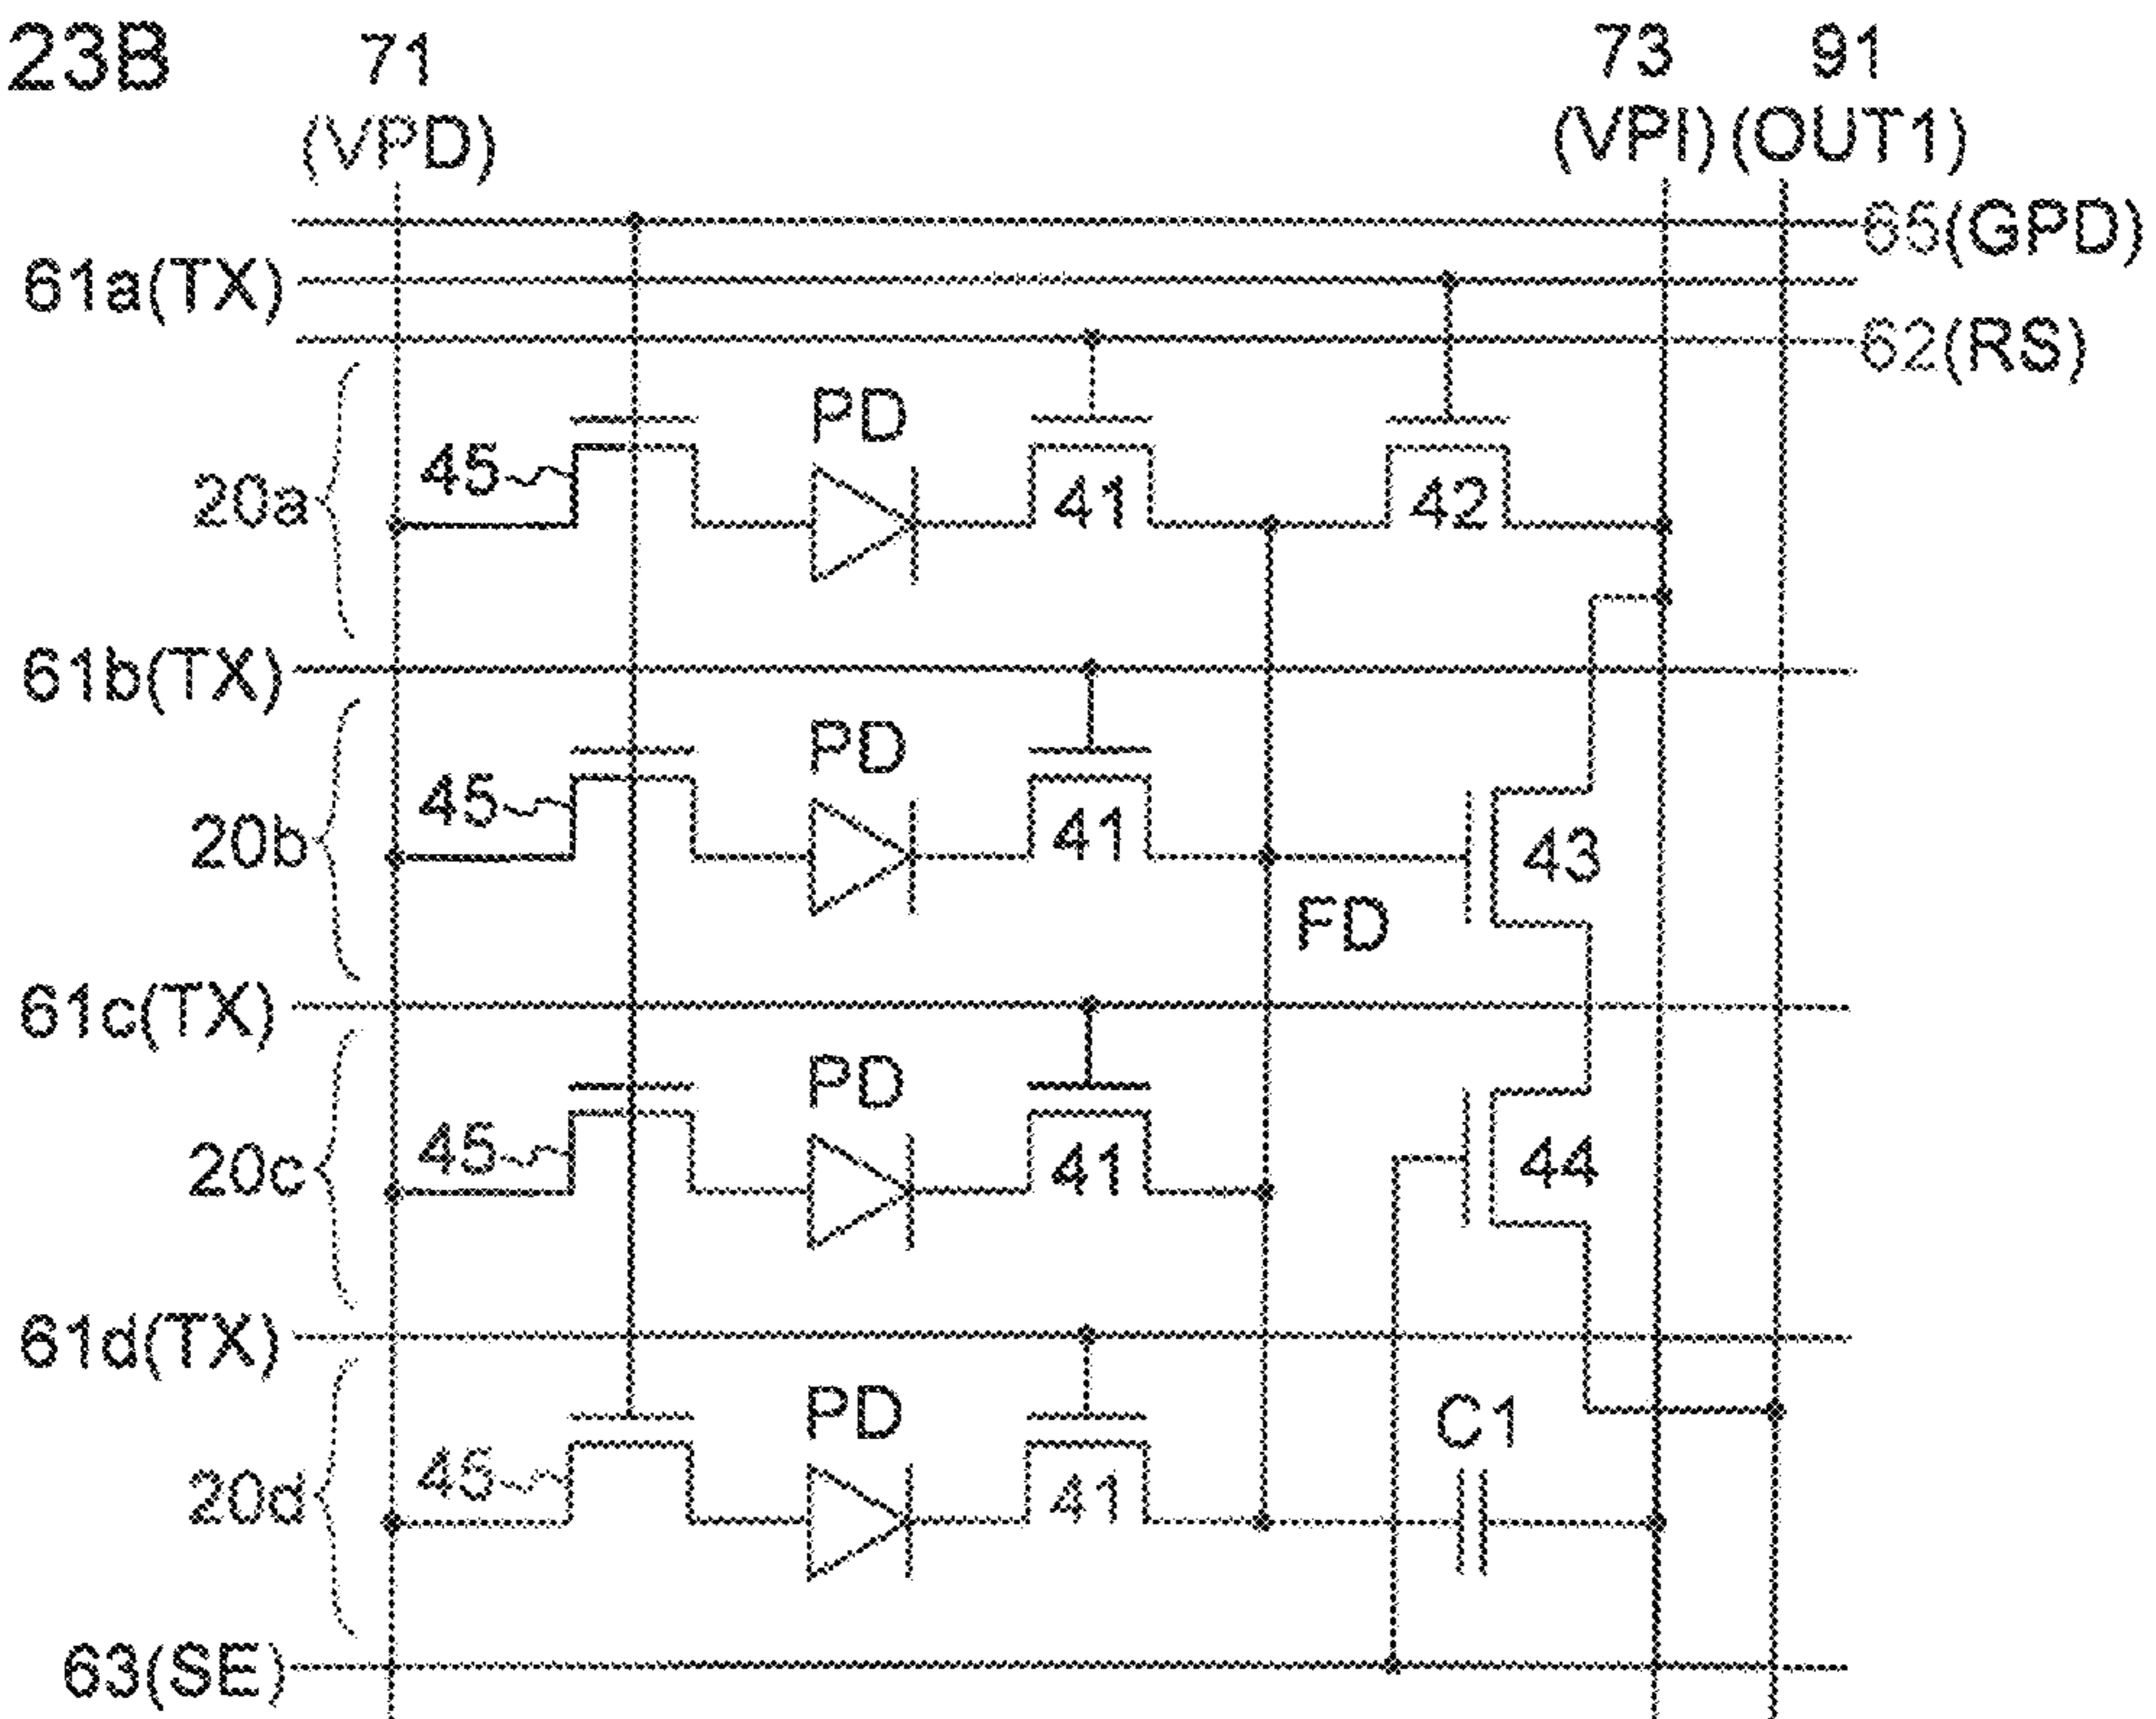 23B
71
73
91
(VPD)
(VPI)
(OUT1)
65(GPD)
61a(TX)
62(RS)
PD
45
41
42
20a
61b(TX)
PD
45
41
43
20b
FD
61c(TX)
PD
45
41
44
20c
61d(TX)
PD
C1
45
41
20d
63(SE)